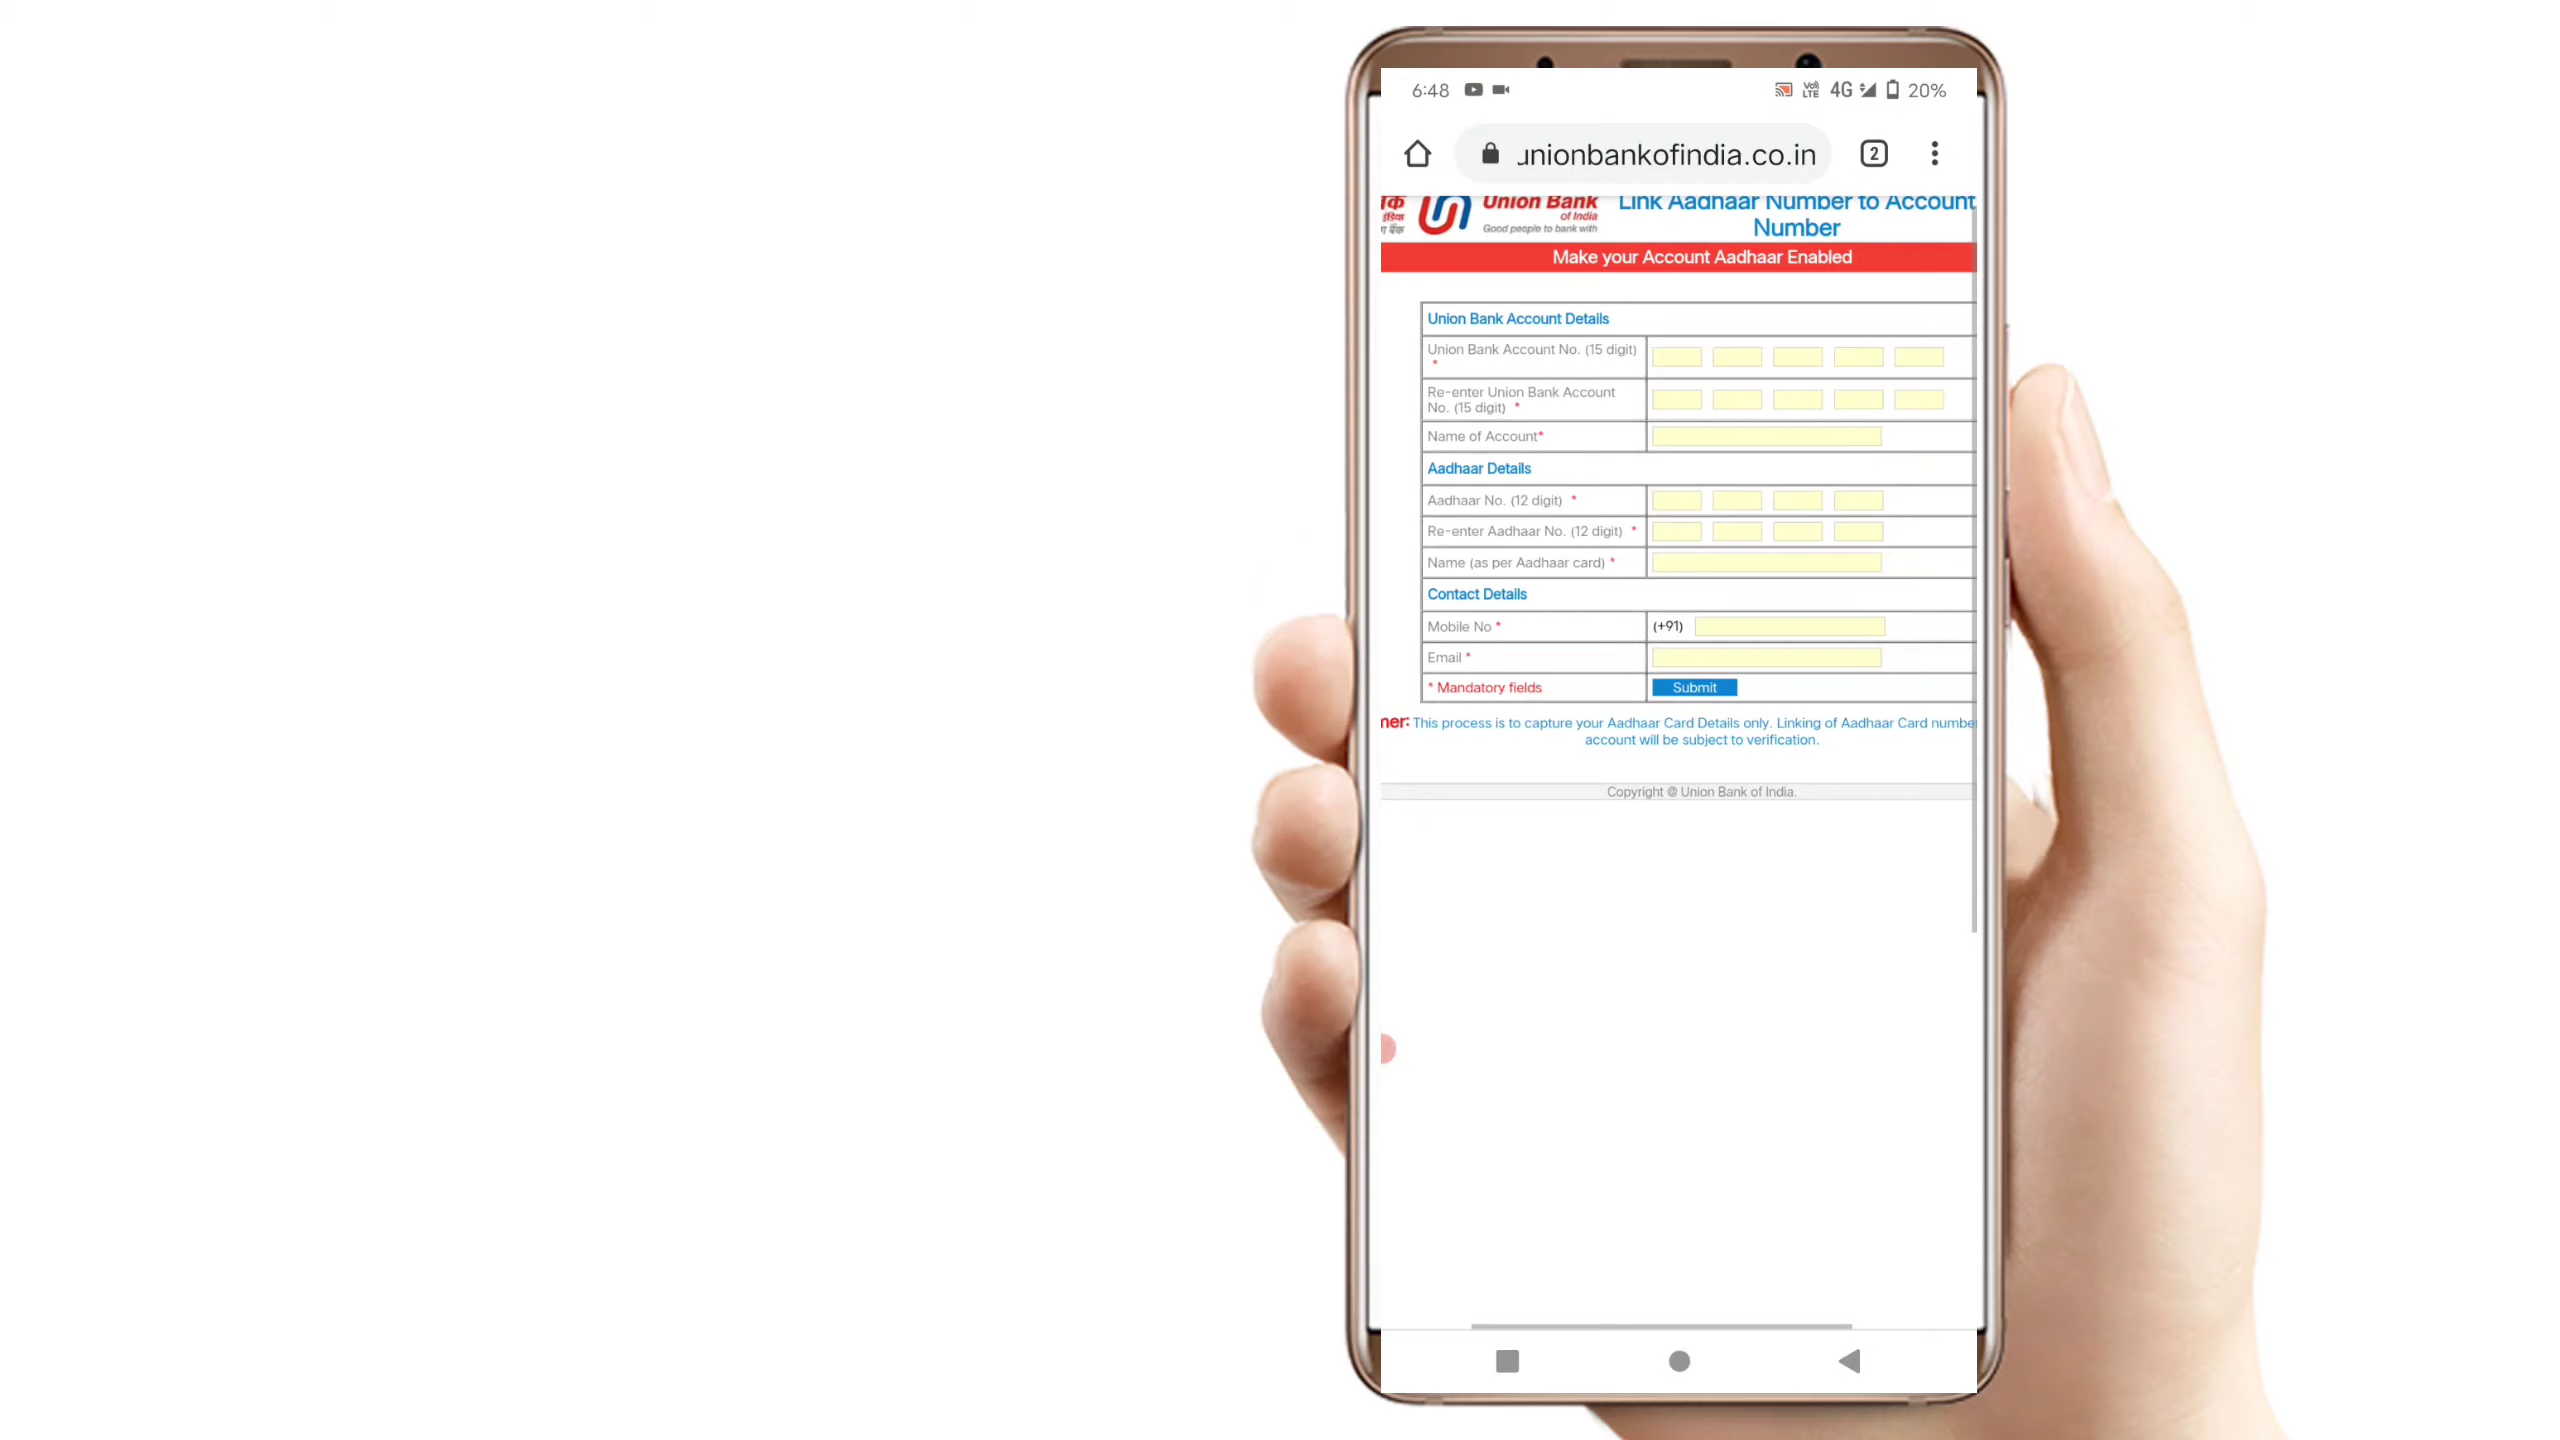 6:48 4G 20%
unionbankofindia.co.in 2
Union Bank
of India
Good people to bank with
Link Aadhaar Number to Account
Number
Make your Account Aadhaar Enabled
Union Bank Account Details
Union Bank Account No. (15 digit)
*
Re-enter Union Bank Account
No. (15 digit) *
Name of Account*
Aadhaar Details
Aadhaar No. (12 digit) *
Re-enter Aadhaar No. (12 digit) *
Name (as per Aadhaar card) *
Contact Details
Mobile No * (+91)
Email *
* Mandatory fields Submit
mer: This process is to capture your Aadhaar Card Details only. Linking of Aadhaar Card number
account will be subject to verification.
Copyright @ Union Bank of India.